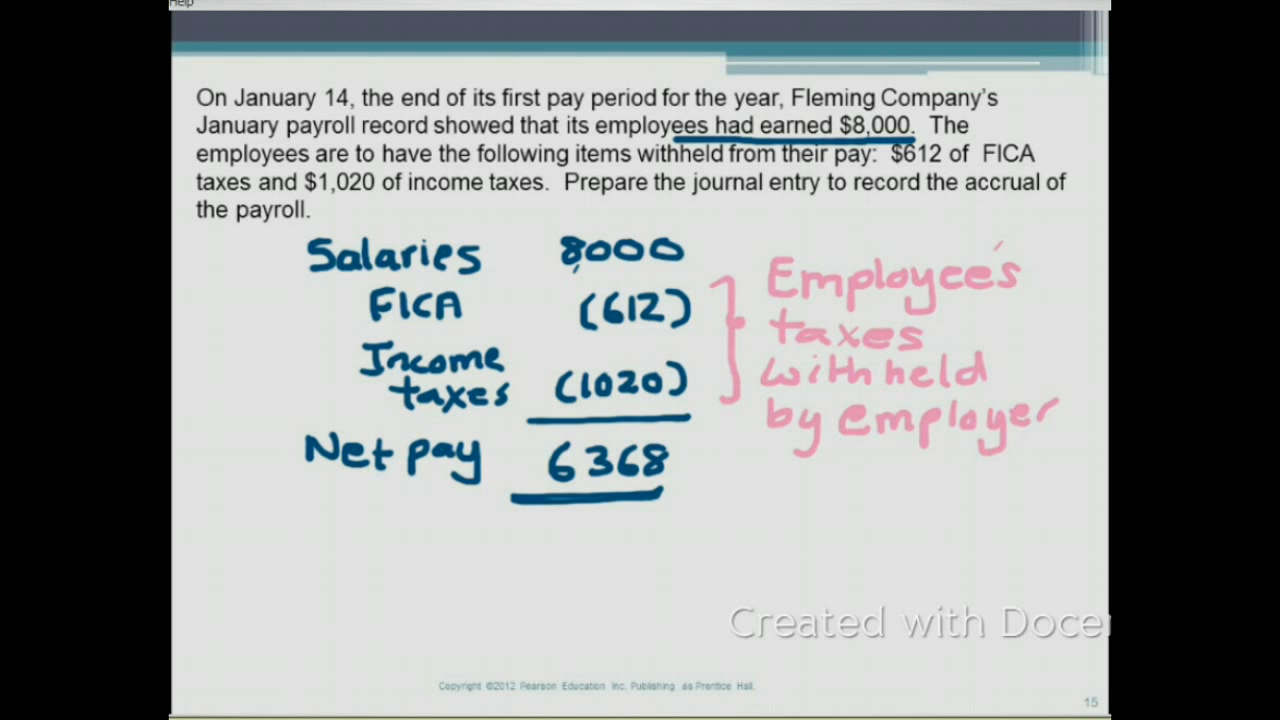 Help
On January 14, the end of its first pay period for the year, Fleming Company's
January payroll record showed that its employees had earned $8,000. The
employees are to have the following items withheld from their pay: $612 of FICA
taxes and $1,020 of income taxes. Prepare the journal entry to record the accrual of
the payroll.
Salaries 8,000
FICA (612)
Income
taxes (1020)
Net pay 6368
Employee's
taxes
withheld
by employer
Created with Docer
Copyright ©2012 Pearson Education Inc. Publishing as Prentice Hall.
15